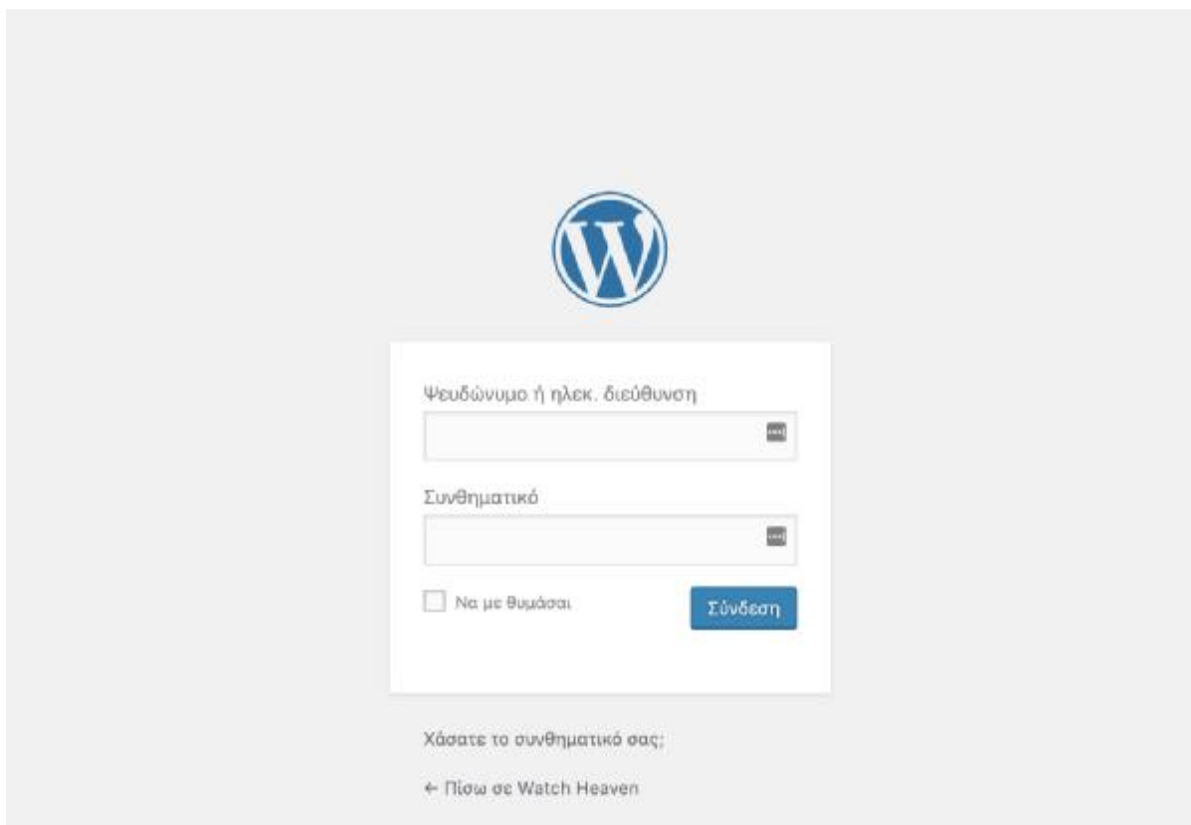 Ψευδώνυμο ή ηλεκ. διεύθυνση
Συνθηματικό
Να με θυμάσαι
Σύνδεση
Χάσατε το συνθηματικό σας;
← Πίσω σε Watch Heaven